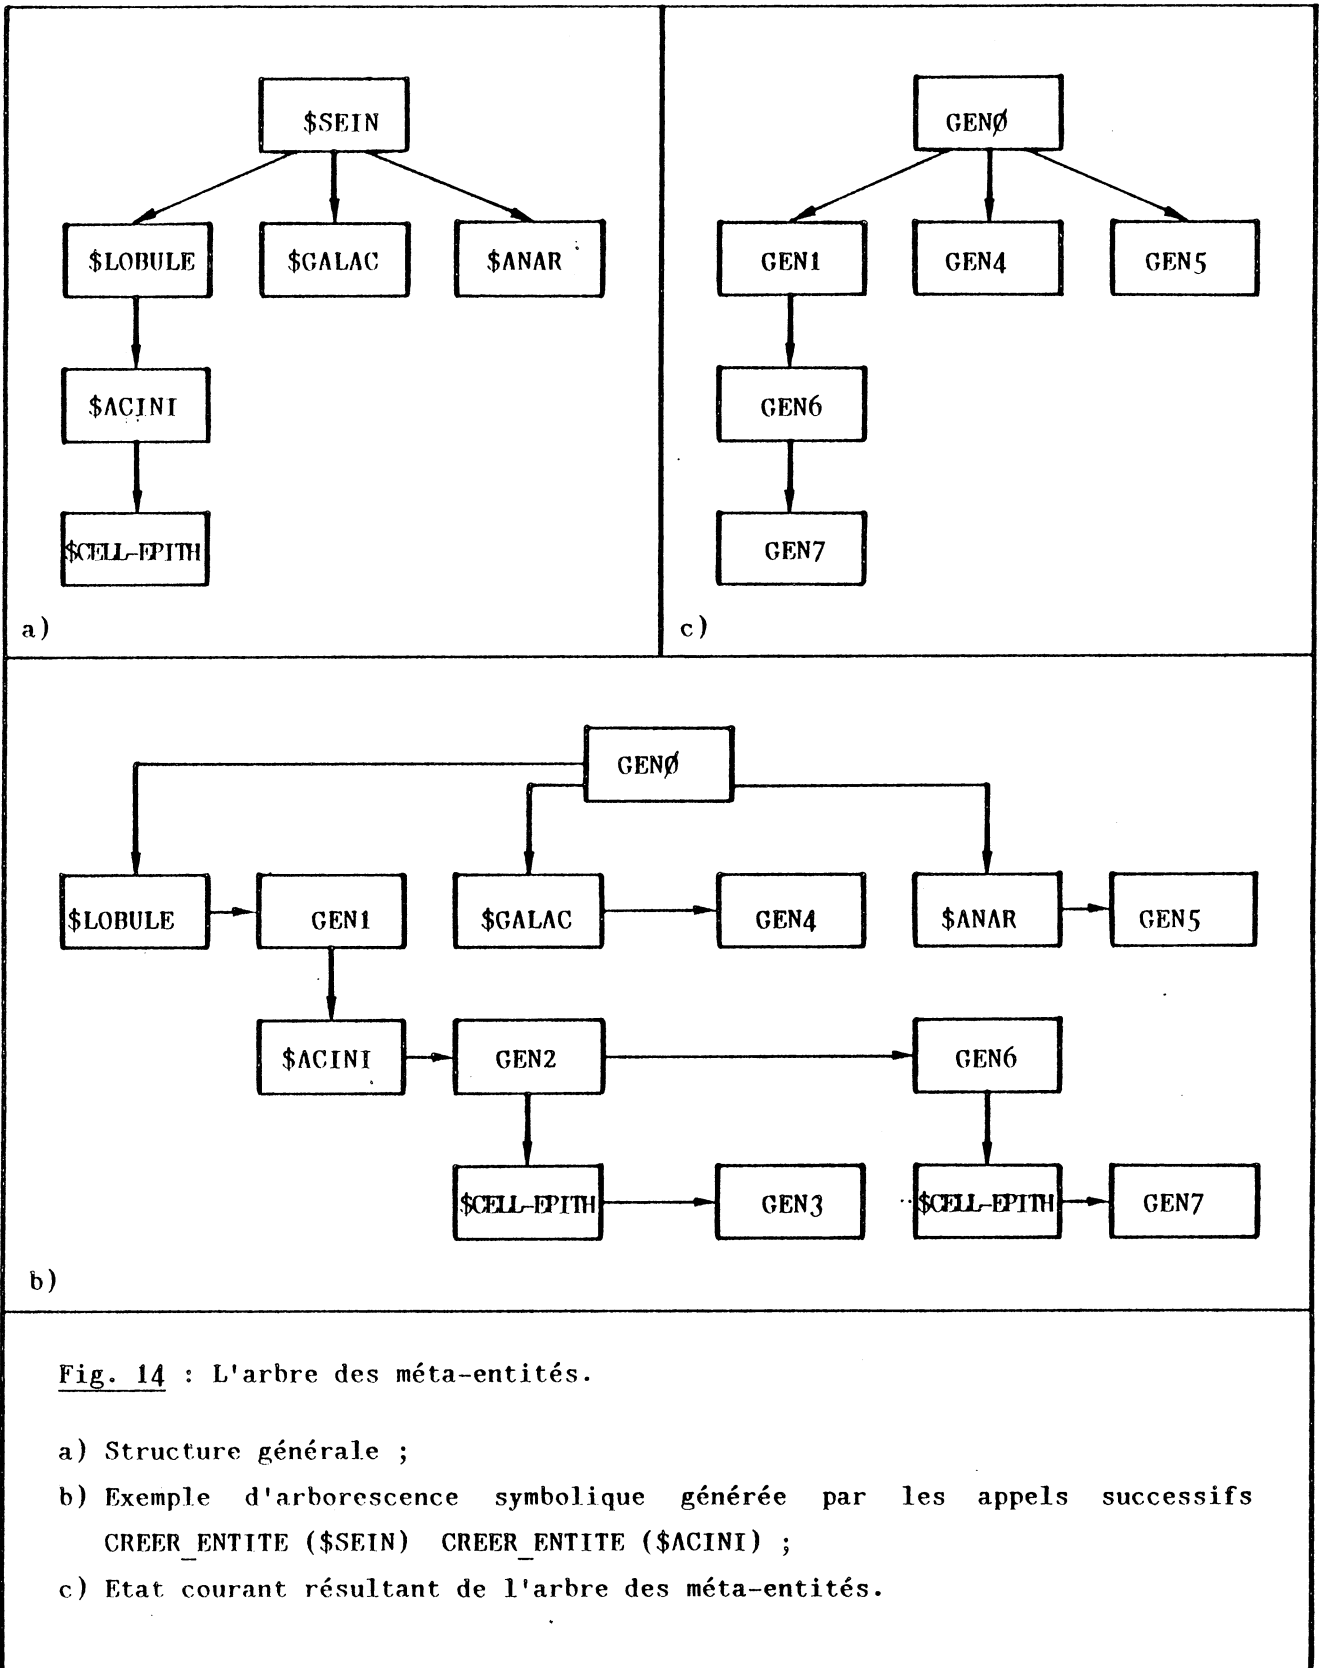 $SEIN
$LOBULE $GALAC $ANAR
$ACINI
$CELL-EPITH
a)
GENØ
GEN1 GEN4 GEN5
GEN6
GEN7
c)
GENØ
$LOBULE GEN1 $GALAC GEN4 $ANAR GEN5
$ACINI GEN2 GEN6
$CELL-EPITH GEN3 $CELL-EPITH GEN7
b)
Fig. 14 : L'arbre des méta-entités.
a) Structure générale ;
b) Exemple d'arborescence symbolique générée par les appels successifs
CREER_ENTITE ($SEIN) CREER_ENTITE ($ACINI) ;
c) Etat courant résultant de l'arbre des méta-entités.